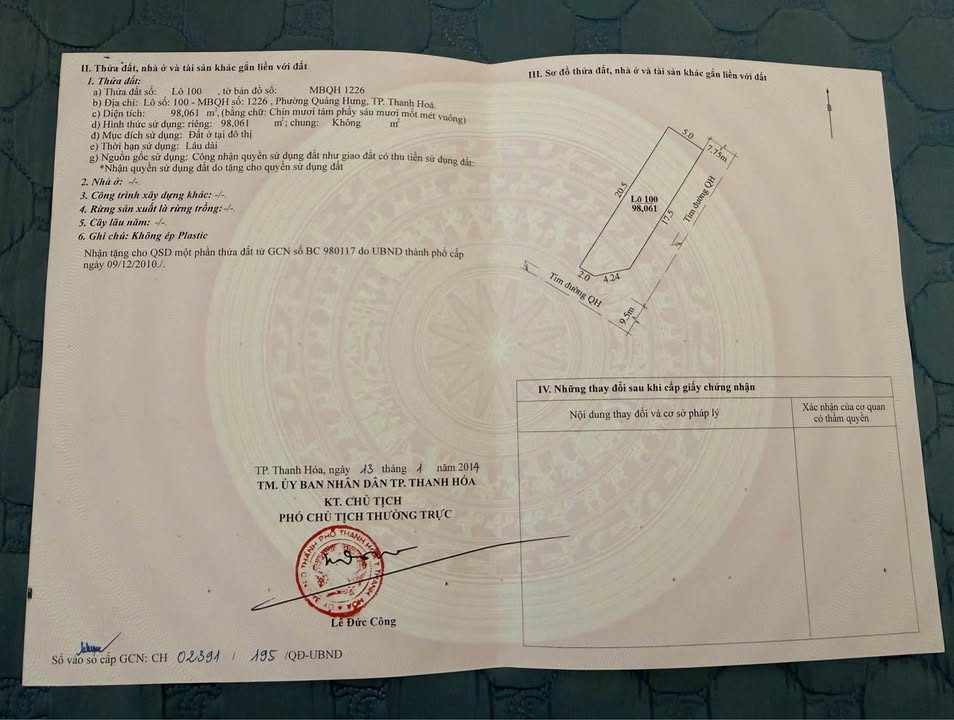 II. Thửa đất, nhà ở và tài sản khác gắn liền với đất
1. Thửa đất:
a) Thửa đất số: Lô 100 , tờ bản đồ số: MBQH 1226
b) Địa chỉ: Lô số: 100 - MBQH số: 1226 , Phường Quảng Hưng, TP. Thanh Hoá.
c) Diện tích: 98,061 m², (bằng chữ: Chín mươi tám phẩy sáu mươi mốt mét vuông)
d) Hình thức sử dụng: riêng: 98,061 m²; chung: Không m²
đ) Mục đích sử dụng: Đất ở tại đô thị
e) Thời hạn sử dụng: Lâu dài
g) Nguồn gốc sử dụng: Công nhận quyền sử dụng đất như giao đất có thu tiền sử dụng đất:
*Nhận quyền sử dụng đất do tặng cho quyền sử dụng đất
2. Nhà ở: -/-
3. Công trình xây dựng khác: -/-
4. Rừng sản xuất là rừng trồng:-/-
5. Cây lâu năm: -/-
6. Ghi chú: Không ép Plastic
Nhận tặng cho QSD một phần thửa đất từ GCN số BC 980117 do UBND thành phố cấp
ngày 09/12/2010./.
TP. Thanh Hóa, ngày 13 tháng 1 năm 2014
TM. ỦY BAN NHÂN DÂN TP. THANH HÓA
KT. CHỦ TỊCH
PHÓ CHỦ TỊCH THƯỜNG TRỰC
Lê Đức Công
Số vào sổ cấp GCN: CH 02391 / 195 /QĐ-UBND
III. Sơ đồ thửa đất, nhà ở và tài sản khác gắn liền với đất
B
5.0
7.75m
20.5
Lô 100
98,061
17.5
Tim đường QH
2.0
4.24
Tim đường QH
9.5m
IV. Những thay đổi sau khi cấp giấy chứng nhận
Nội dung thay đổi và cơ sở pháp lý
Xác nhận của cơ quan
có thẩm quyền